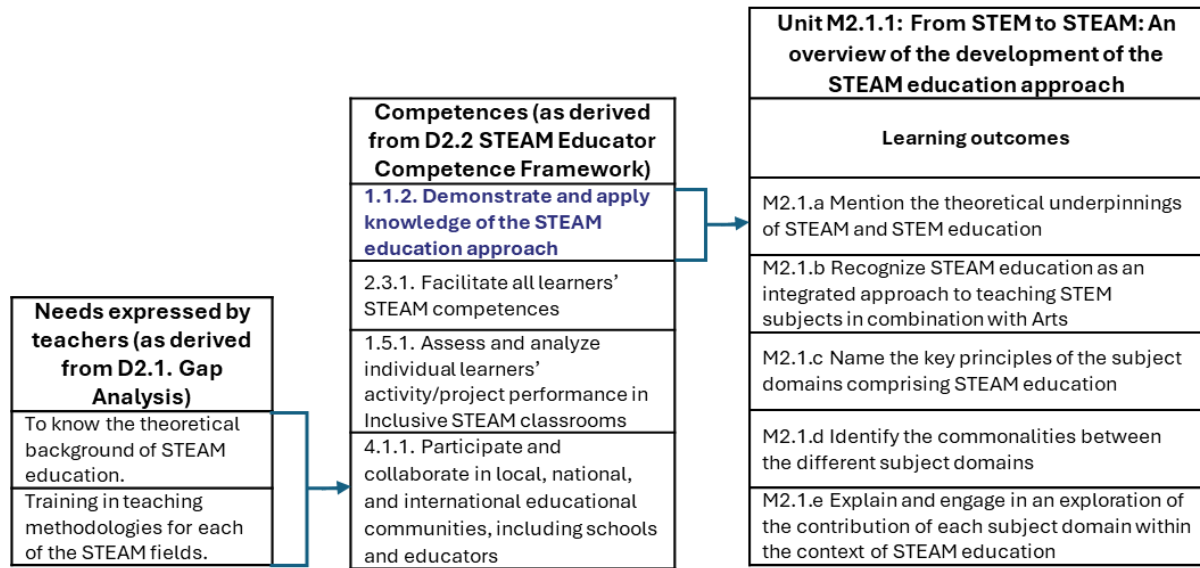 Needs expressed by
teachers (as derived
from D2.1. Gap
Analysis)
To know the theoretical
background of STEAM
education.
Training in teaching
methodologies for each
of the STEAM fields.
Competences (as derived
from D2.2 STEAM Educator
Competence Framework)
1.1.2. Demonstrate and apply
knowledge of the STEAM
education approach
2.3.1. Facilitate all learners’
STEAM competences
1.5.1. Assess and analyze
individual learners’
activity/project performance in
Inclusive STEAM classrooms
4.1.1. Participate and
collaborate in local, national,
and international educational
communities, including schools
and educators
Unit M2.1.1: From STEM to STEAM: An
overview of the development of the
STEAM education approach
Learning outcomes
M2.1.a Mention the theoretical underpinnings
of STEAM and STEM education
M2.1.b Recognize STEAM education as an
integrated approach to teaching STEM
subjects in combination with Arts
M2.1.c Name the key principles of the subject
domains comprising STEAM education
M2.1.d Identify the commonalities between
the different subject domains
M2.1.e Explain and engage in an exploration of
the contribution of each subject domain within
the context of STEAM education